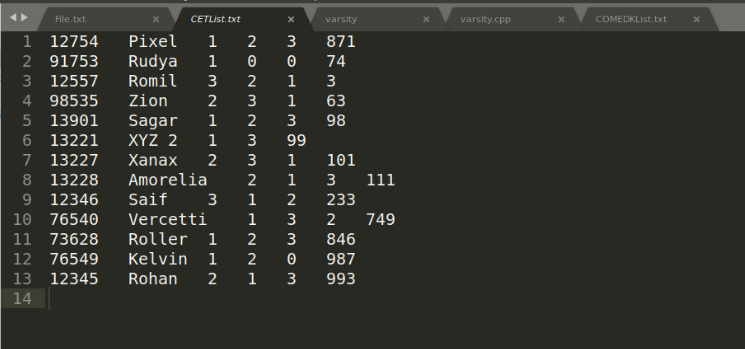 File.txt × CETList.txt × varsity × varsity.cpp × COMEDKList.txt ×
1 12754 Pixel 1 2 3 871
2 91753 Rudya 1 0 0 74
3 12557 Romil 3 2 1 3
4 98535 Zion 2 3 1 63
5 13901 Sagar 1 2 3 98
6 13221 XYZ 2 1 3 99
7 13227 Xanax 2 3 1 101
8 13228 Amorelia 2 1 3 111
9 12346 Saif 3 1 2 233
10 76540 Vercetti 1 3 2 749
11 73628 Roller 1 2 3 846
12 76549 Kelvin 1 2 0 987
13 12345 Rohan 2 1 3 993
14